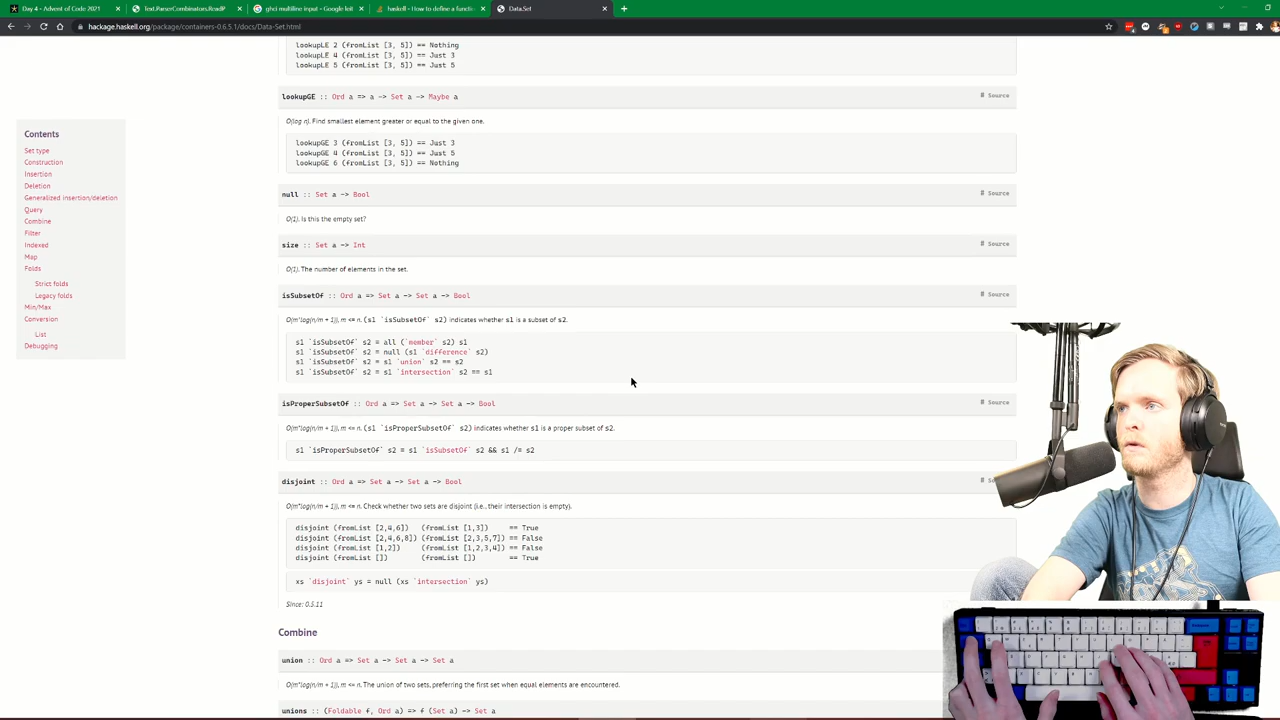 Day 4 - Advent of Code 2021
Text.ParserCombinators.ReadP
ghci multiline input - Google leit
haskell - How to define a function
Data.Set
hackage.haskell.org/package/containers-0.6.5.1/docs/Data-Set.html
lookupLE 2 (fromList [3, 5]) == Nothing
lookupLE 4 (fromList [3, 5]) == Just 3
lookupLE 5 (fromList [3, 5]) == Just 5
lookupGE :: Ord a => a -> Set a -> Maybe a
# Source
O(log n). Find smallest element greater or equal to the given one.
lookupGE 3 (fromList [3, 5]) == Just 3
lookupGE 4 (fromList [3, 5]) == Just 5
lookupGE 6 (fromList [3, 5]) == Nothing
null :: Set a -> Bool
# Source
O(1). Is this the empty set?
size :: Set a -> Int
# Source
O(1). The number of elements in the set.
isSubsetOf :: Ord a => Set a -> Set a -> Bool
# Source
O(m*log(n/m + 1)), m <= n. (s1 `isSubsetOf` s2) indicates whether s1 is a subset of s2.
s1 `isSubsetOf` s2 = all (`member` s2) s1
s1 `isSubsetOf` s2 = null (s1 `difference` s2)
s1 `isSubsetOf` s2 = s1 `union` s2 == s2
s1 `isSubsetOf` s2 = s1 `intersection` s2 == s1
isProperSubsetOf :: Ord a => Set a -> Set a -> Bool
# Source
O(m*log(n/m + 1)), m <= n. (s1 `isProperSubsetOf` s2) indicates whether s1 is a proper subset of s2.
s1 `isProperSubsetOf` s2 = s1 `isSubsetOf` s2 && s1 /= s2
disjoint :: Ord a => Set a -> Set a -> Bool
O(m*log(n/m + 1)), m <= n. Check whether two sets are disjoint (i.e., their intersection is empty).
disjoint (fromList [2,4,6]) (fromList [1,3]) == True
disjoint (fromList [2,4,6,8]) (fromList [2,3,5,7]) == False
disjoint (fromList [1,2]) (fromList [1,2,3,4]) == False
disjoint (fromList []) (fromList []) == True
xs `disjoint` ys = null (xs `intersection` ys)
Since: 0.5.11
Combine
union :: Ord a => Set a -> Set a -> Set a
O(m*log(n/m + 1)), m <= n. The union of two sets, preferring the first set when equal elements are encountered.
unions :: (Foldable f, Ord a) => f (Set a) -> Set a
Contents
Set type
Construction
Insertion
Deletion
Generalized insertion/deletion
Query
Combine
Filter
Indexed
Map
Folds
Strict folds
Legacy folds
Min/Max
Conversion
List
Debugging